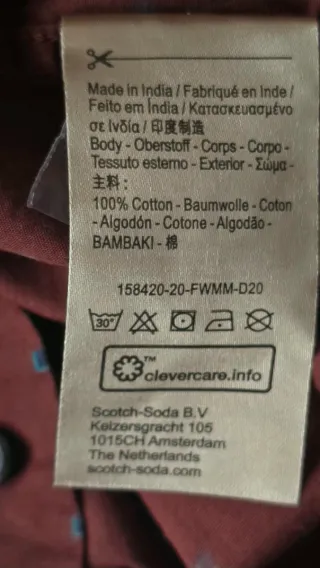 Made in India / Fabriqué en Inde /
Feito em Índia / Κατασκευασμένο
σε Ινδία / 印度制造
Body - Oberstoff - Corps - Corpo -
Tessuto esterno - Exterior - Σώμα -
主料 :
100% Cotton - Baumwolle - Coton
- Algodón - Cotone - Algodão -
BAMBAKI - 棉
158420-20-FWMM-D20
30°
™
clevercare.info
Scotch-Soda B.V
Keizersgracht 105
1015CH Amsterdam
The Netherlands
scotch-soda.com